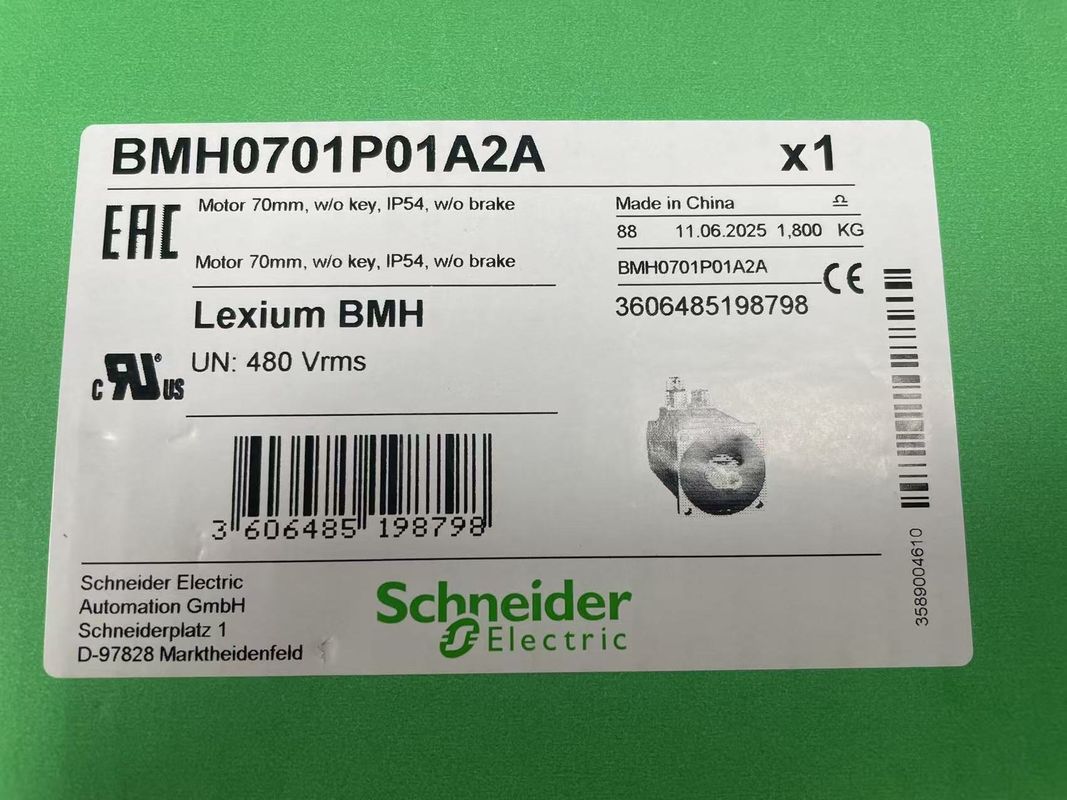 BMH0701P01A2A x1
EAC
Motor 70mm, w/o key, IP54, w/o brake
Motor 70mm, w/o key, IP54, w/o brake
Made in China
88 11.06.2025 1,800 KG
BMH0701P01A2A
CE
3606485198798
Lexium BMH
UN: 480 Vrms
c RU ® US
3 606485 198798
3589004610
Schneider Electric
Automation GmbH
Schneiderplatz 1
D-97828 Marktheidenfeld
Schneider
Electric